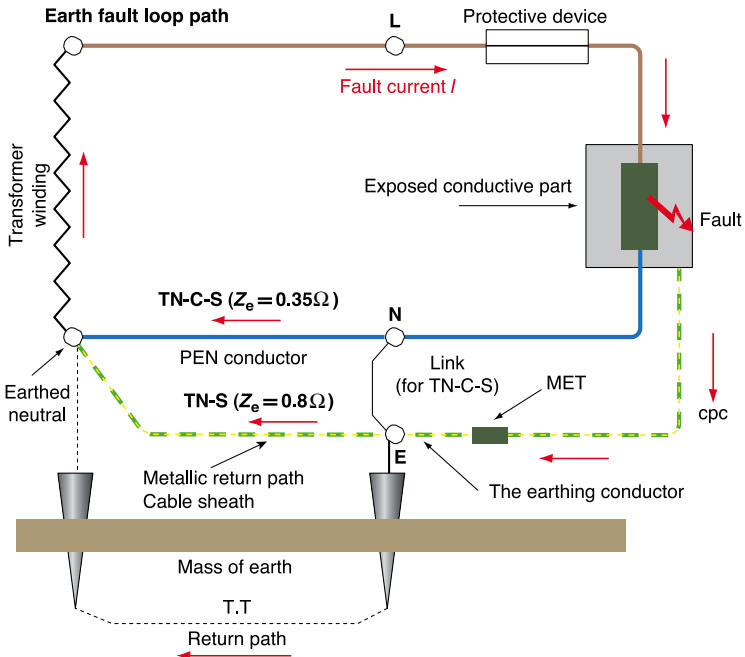 Earth fault loop path
L
Protective device
Fault current I
Transformer
winding
Exposed conductive part
Fault
TN-C-S (Ze = 0.35Ω)
N
PEN conductor
Link
(for TN-C-S)
MET
Earthed
neutral
TN-S (Ze = 0.8Ω)
cpc
E
Metallic return path
Cable sheath
The earthing conductor
Mass of earth
T.T
Return path